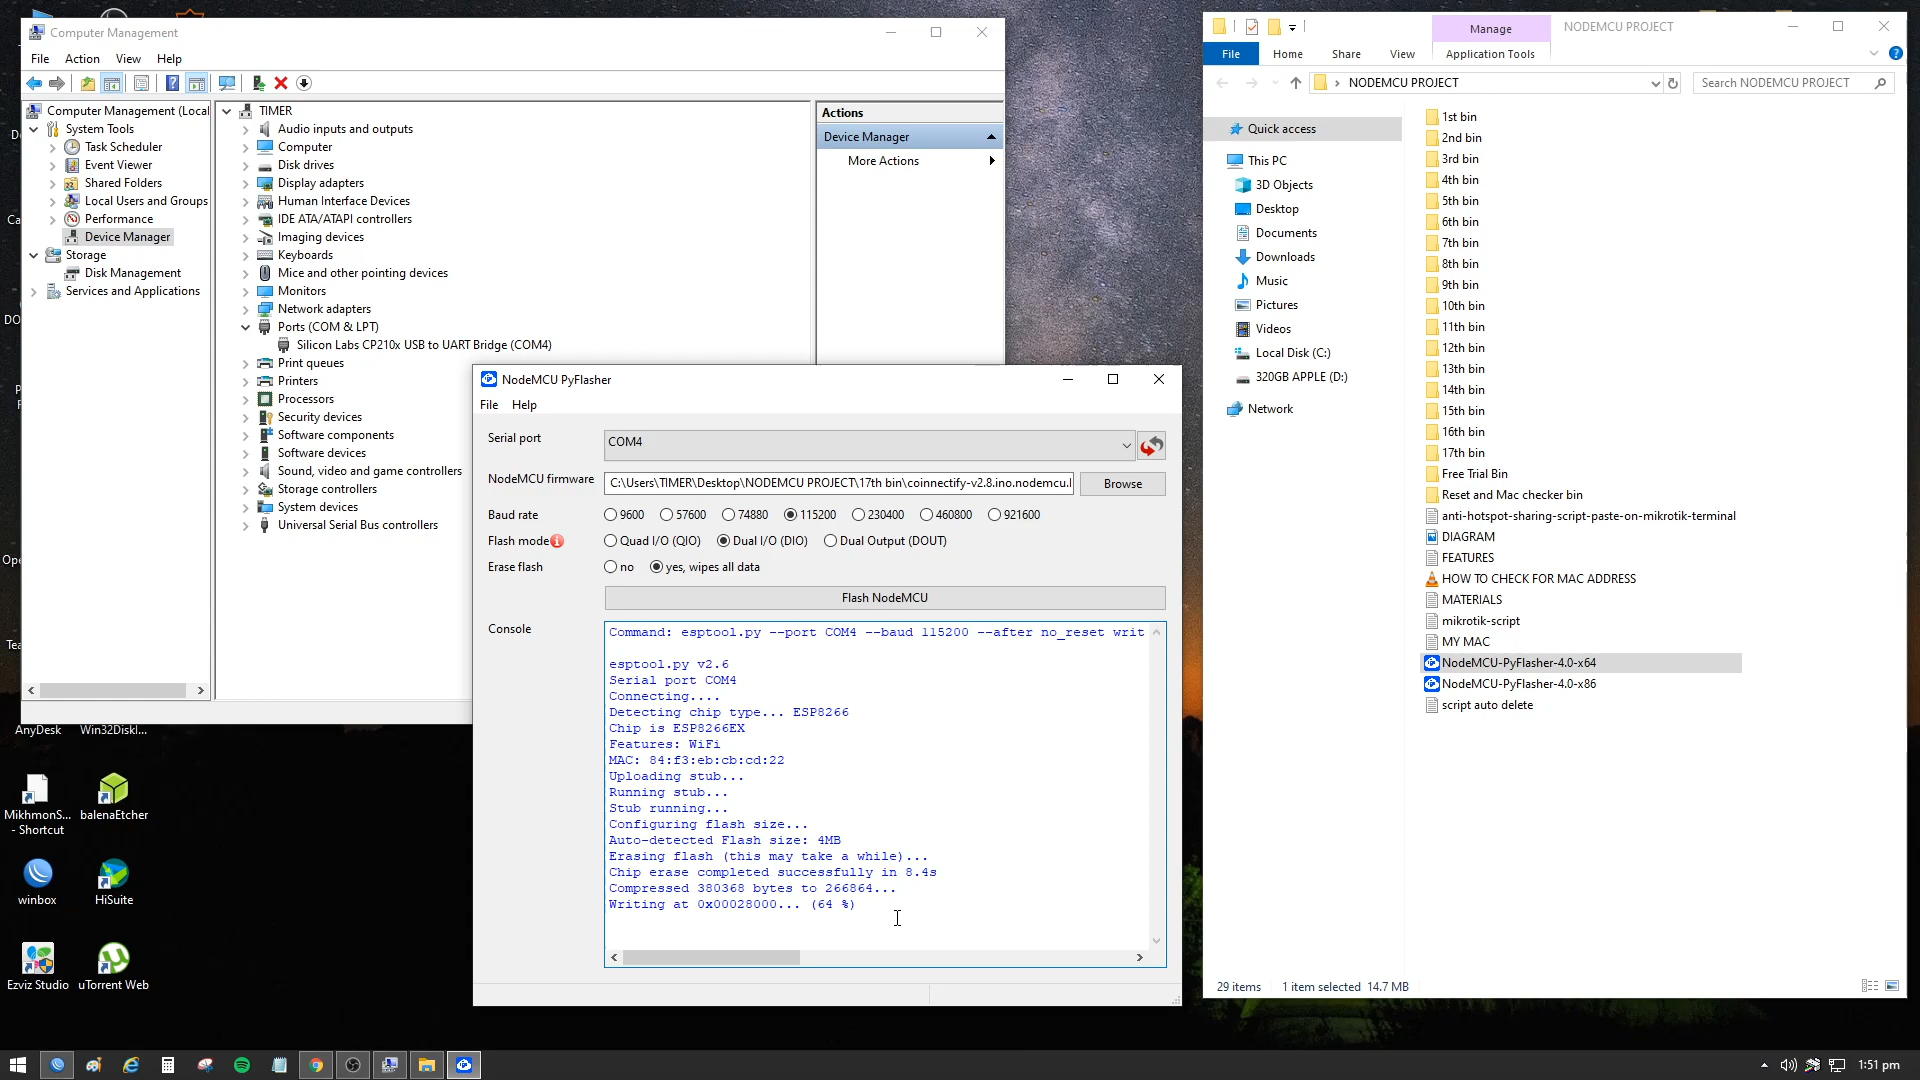 Computer Management
File Action View Help
Computer Management (Local
System Tools
Task Scheduler
Event Viewer
Shared Folders
Local Users and Groups
Performance
Device Manager
Storage
Disk Management
Services and Applications
TIMER
Audio inputs and outputs
Computer
Disk drives
Display adapters
Human Interface Devices
IDE ATA/ATAPI controllers
Imaging devices
Keyboards
Mice and other pointing devices
Monitors
Network adapters
Ports (COM & LPT)
Silicon Labs CP210x USB to UART Bridge (COM4)
Print queues
Printers
Processors
Security devices
Software components
Software devices
Sound, video and game controllers
Storage controllers
System devices
Universal Serial Bus controllers
Actions
Device Manager
More Actions
NodeMCU PyFlasher
File Help
Serial port COM4
NodeMCU firmware C:\Users\TIMER\Desktop\NODEMCU PROJECT\17th bin\coinnectify-v2.8.ino.nodemcu.l Browse
Baud rate 9600 57600 74880 115200 230400 460800 921600
Flash mode Quad I/O (QIO) Dual I/O (DIO) Dual Output (DOUT)
Erase flash no yes, wipes all data
Flash NodeMCU
Console
Command: esptool.py --port COM4 --baud 115200 --after no_reset writ
esptool.py v2.6
Serial port COM4
Connecting....
Detecting chip type... ESP8266
Chip is ESP8266EX
Features: WiFi
MAC: 84:f3:eb:cb:cd:22
Uploading stub...
Running stub...
Stub running...
Configuring flash size...
Auto-detected Flash size: 4MB
Erasing flash (this may take a while)...
Chip erase completed successfully in 8.4s
Compressed 380368 bytes to 266864...
Writing at 0x00028000... (64 %)
Manage NODEMCU PROJECT
File Home Share View Application Tools
NODEMCU PROJECT
Search NODEMCU PROJECT
Quick access
This PC
3D Objects
Desktop
Documents
Downloads
Music
Pictures
Videos
Local Disk (C:)
320GB APPLE (D:)
Network
1st bin
2nd bin
3rd bin
4th bin
5th bin
6th bin
7th bin
8th bin
9th bin
10th bin
11th bin
12th bin
13th bin
14th bin
15th bin
16th bin
17th bin
Free Trial Bin
Reset and Mac checker bin
anti-hotspot-sharing-script-paste-on-mikrotik-terminal
DIAGRAM
FEATURES
HOW TO CHECK FOR MAC ADDRESS
MATERIALS
mikrotik-script
MY MAC
NodeMCU-PyFlasher-4.0-x64
NodeMCU-PyFlasher-4.0-x86
script auto delete
29 items 1 item selected 14.7 MB
AnyDesk Win32DiskI...
MikhmonS... - Shortcut
balenaEtcher
winbox HiSuite
Ezviz Studio uTorrent Web
1:51 pm